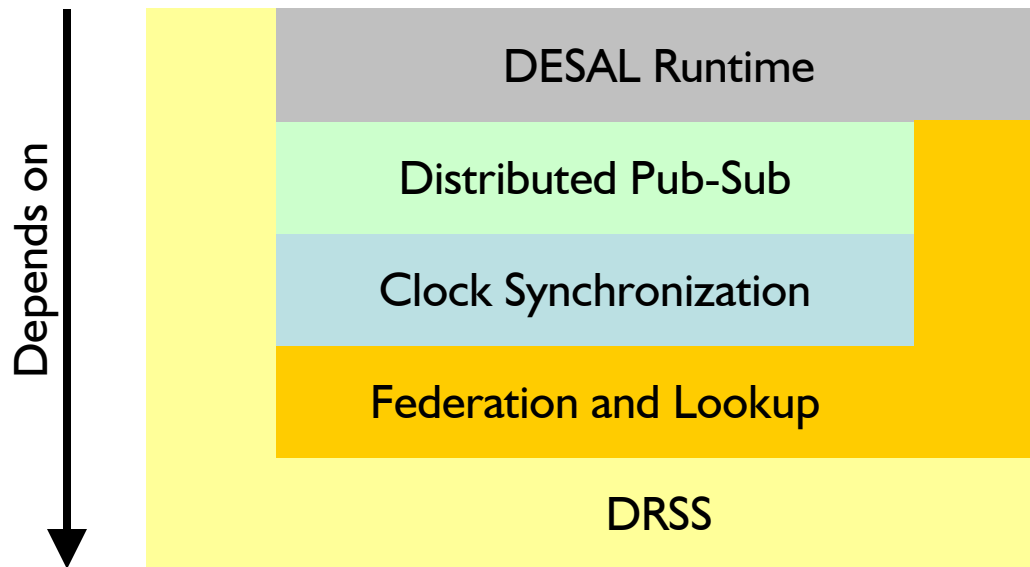 Depends on
DESAL Runtime
Distributed Pub-Sub
Clock Synchronization
Federation and Lookup
DRSS